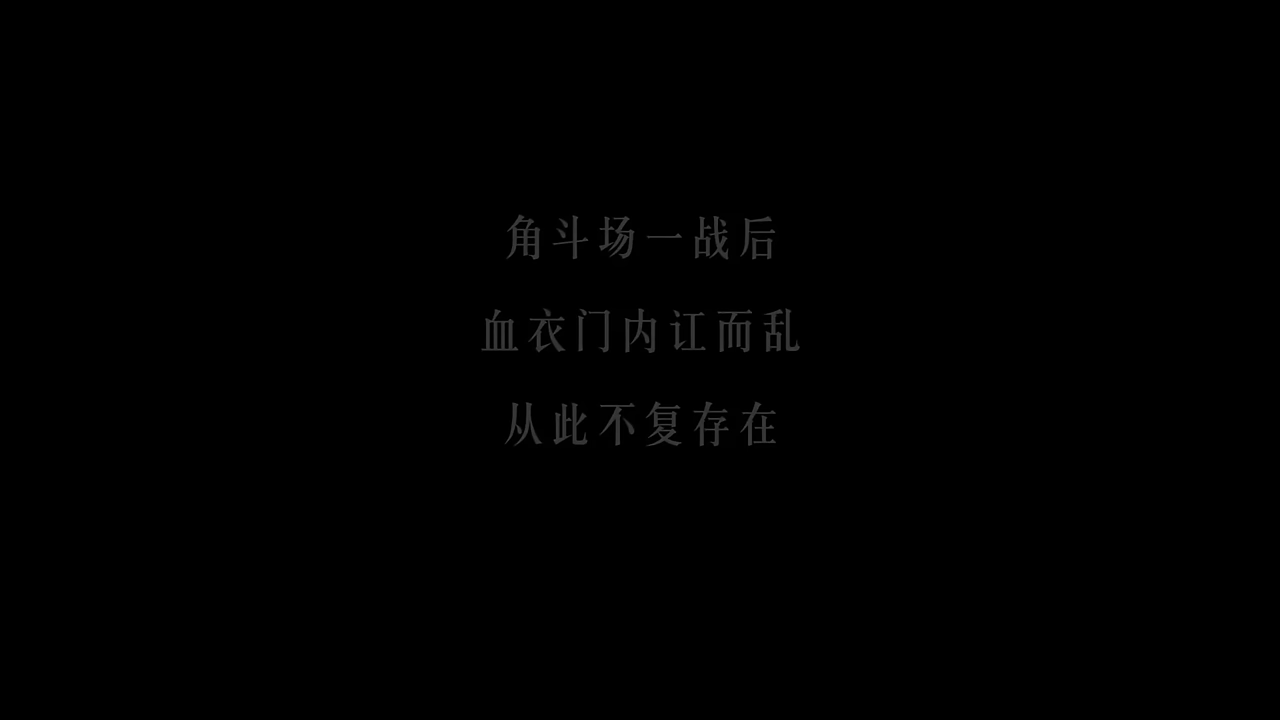 角斗场一战后
血衣门内讧而乱
从此不复存在